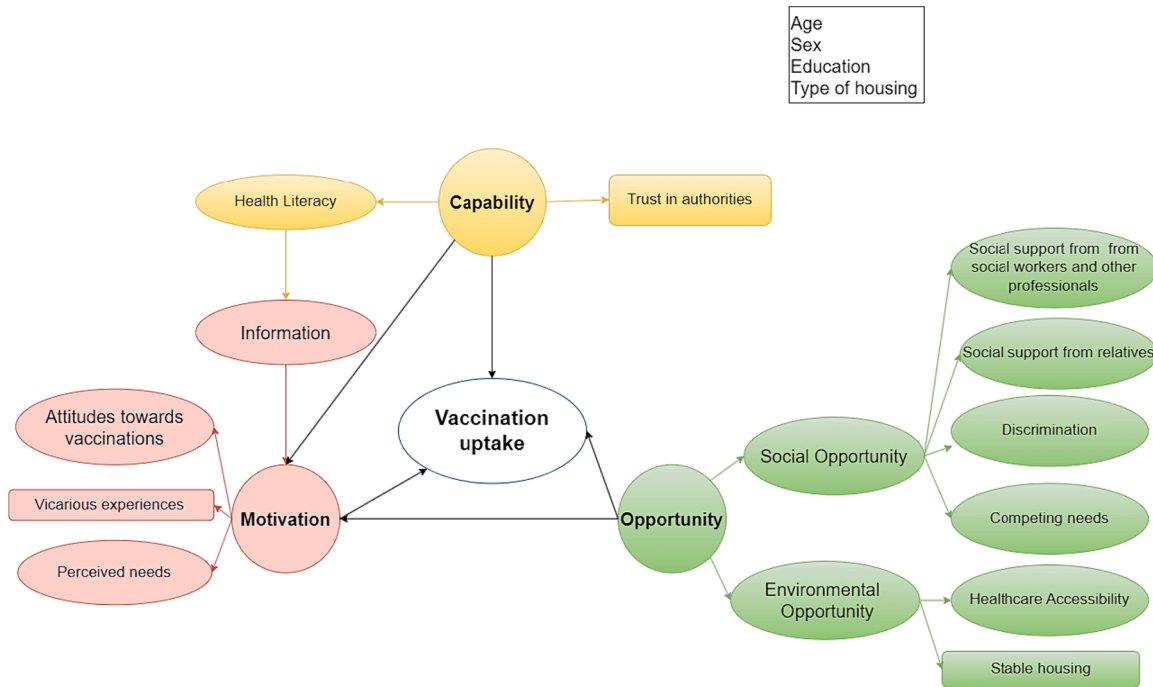 Age
Sex
Education
Type of housing
Capability
Health Literacy
Trust in authorities
Social support from from
social workers and other
professionals
Information
Social support from relatives
Attitudes towards
vaccinations
Vaccination
uptake
Discrimination
Social Opportunity
Vicarious experiences
Motivation
Opportunity
Competing needs
Perceived needs
Environmental
Opportunity
Healthcare Accessibility
Stable housing